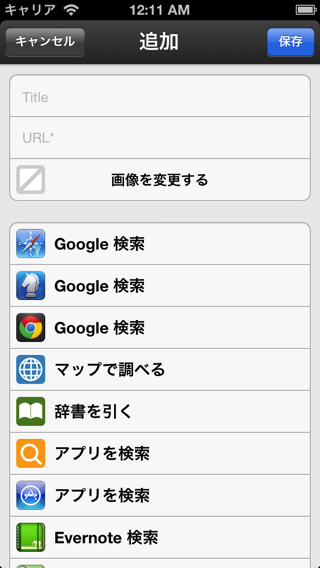 キャリア 12:11 AM
キャンセル 追加 保存
Title
URL*
画像を変更する
Google 検索
Google 検索
Google 検索
マップで調べる
辞書を引く
アプリを検索
アプリを検索
Evernote 検索